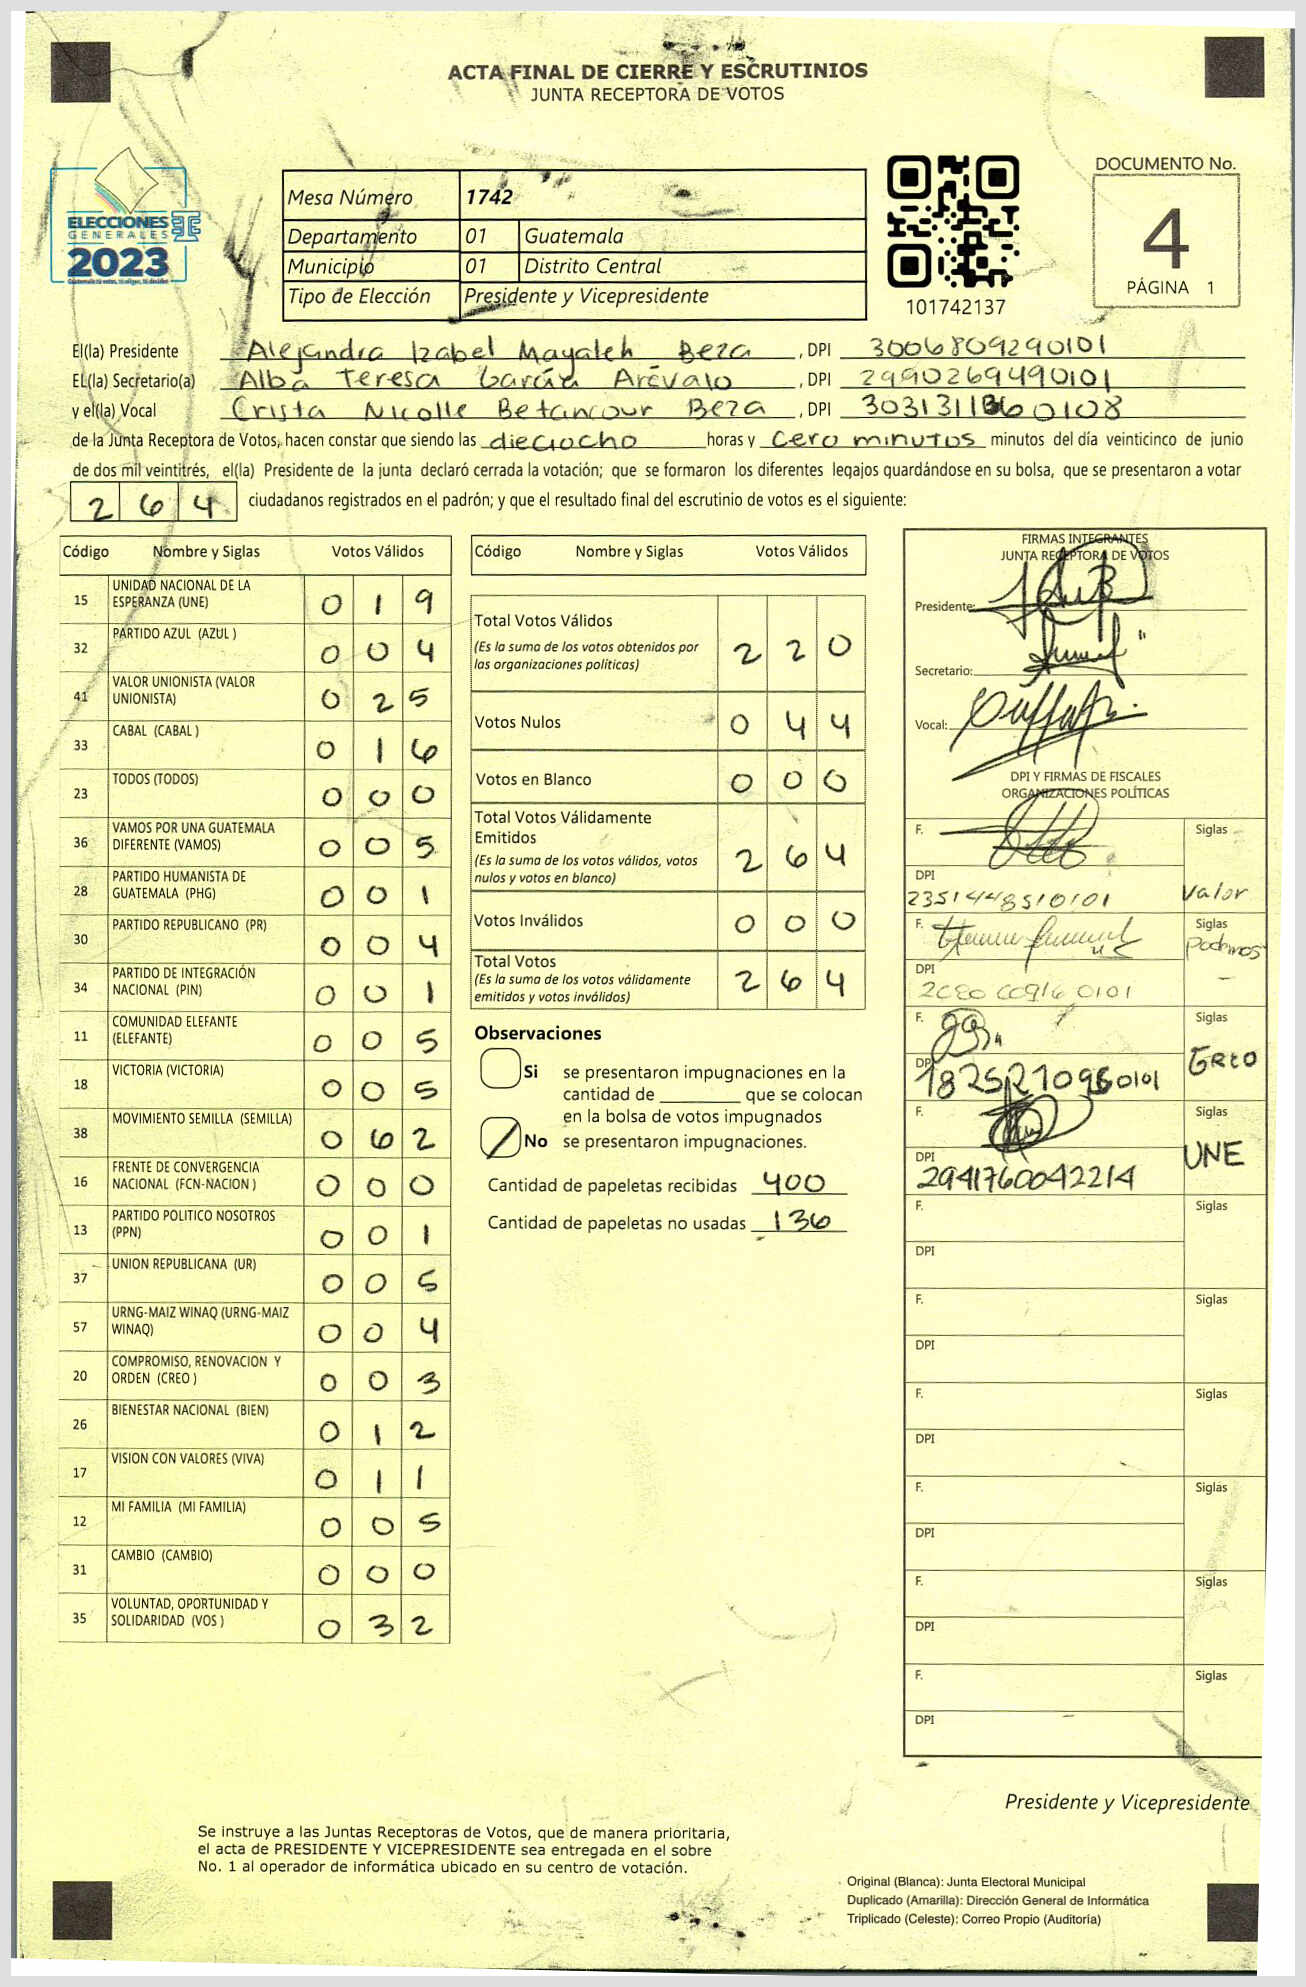 ACTA FINAL DE CIERRE Y ESCRUTINIOS
JUNTA RECEPTORA DE VOTOS
ELECCIONES
GENERALES
2023
Mesa Número 1742
Departamento 01 Guatemala
Municipio 01 Distrito Central
Tipo de Elección Presidente y Vicepresidente
101742137
DOCUMENTO No.
4
PÁGINA 1
El(la) Presidente Alejandra Izabel Mayaleh Beza, DPI 3006809290101
EL(la) Secretario(a) Alba Teresa García Arévalo, DPI 2990269490101
y el(la) Vocal Crista Nicolle Betancour Beza, DPI
de la Junta Receptora de Votos, hacen constar que siendo las dieciocho horas y cero minutos minutos del día veinticinco de junio
de dos mil veintitrés, el(la) Presidente de la junta declaró cerrada la votación; que se formaron los diferentes legajos quardándose en su bolsa, que se presentaron a votar
264 ciudadanos registrados en el padrón; y que el resultado final del escrutinio de votos es el siguiente:
Código Nombre y Siglas Votos Válidos
15 UNIDAD NACIONAL DE LA
ESPERANZA (UNE) 0 1 9
32 PARTIDO AZUL (AZUL ) 0 0 4
41 VALOR UNIONISTA (VALOR
UNIONISTA) 0 2 5
33 CABAL (CABAL ) 0 1 6
23 TODOS (TODOS) 0 0 0
36 VAMOS POR UNA GUATEMALA
DIFERENTE (VAMOS) 0 0 5
28 PARTIDO HUMANISTA DE
GUATEMALA (PHG) 0 0 1
30 PARTIDO REPUBLICANO (PR) 0 0 4
34 PARTIDO DE INTEGRACIÓN
NACIONAL (PIN) 0 0 1
11 COMUNIDAD ELEFANTE
(ELEFANTE) 0 0 5
18 VICTORIA (VICTORIA) 0 0 5
38 MOVIMIENTO SEMILLA (SEMILLA) 0 6 2
16 FRENTE DE CONVERGENCIA
NACIONAL (FCN-NACION ) 0 0 0
13 PARTIDO POLITICO NOSOTROS
(PPN) 0 0 1
37 UNION REPUBLICANA (UR) 0 0 5
57 URNG-MAIZ WINAQ (URNG-MAIZ
WINAQ) 0 0 4
20 COMPROMISO, RENOVACION Y
ORDEN (CREO ) 0 0 3
26 BIENESTAR NACIONAL (BIEN) 0 1 2
17 VISION CON VALORES (VIVA) 0 1 1
12 MI FAMILIA (MI FAMILIA) 0 0 5
31 CAMBIO (CAMBIO) 0 0 0
35 VOLUNTAD, OPORTUNIDAD Y
SOLIDARIDAD (VOS ) 0 3 2
Código Nombre y Siglas Votos Válidos
Total Votos Válidos
(Es la suma de los votos obtenidos por
las organizaciones políticas) 2 2 0
Votos Nulos 0 4 4
Votos en Blanco 0 0 0
Total Votos Válidamente
Emitidos
(Es la suma de los votos válidos, votos
nulos y votos en blanco) 2 6 4
Votos Inválidos 0 0 0
Total Votos
(Es la suma de los votos válidamente
emitidos y votos inválidos) 2 6 4
Observaciones
Si se presentaron impugnaciones en la
cantidad de ________ que se colocan
en la bolsa de votos impugnados
No se presentaron impugnaciones.
Cantidad de papeletas recibidas 400
Cantidad de papeletas no usadas 136
FIRMAS INTEGRANTES
JUNTA RECEPTORA DE VOTOS
Presidente:
Secretario:
Vocal:
DPI Y FIRMAS DE FISCALES
ORGANIZACIONES POLÍTICAS
F. Siglas
DPI
2351448510101 Valor
F. Siglas
Podemos
DPI
F. Siglas
DPI
F. Siglas
UNE
DPI
2941760042214
F. Siglas
DPI
F. Siglas
DPI
F. Siglas
DPI
F. Siglas
DPI
F. Siglas
DPI
F. Siglas
DPI
Presidente y Vicepresidente
Se instruye a las Juntas Receptoras de Votos, que de manera prioritaria,
el acta de PRESIDENTE Y VICEPRESIDENTE sea entregada en el sobre
No. 1 al operador de informática ubicado en su centro de votación.
Original (Blanca): Junta Electoral Municipal
Duplicado (Amarilla): Dirección General de Informática
Triplicado (Celeste): Correo Propio (Auditoría)